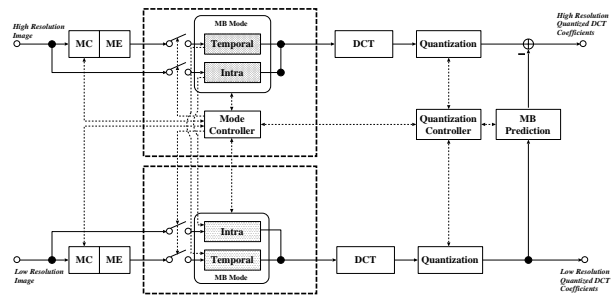 High Resolution
Image
MC
ME
MB Mode
Temporal
Intra
DCT
Quantization
High Resolution
Quantized DCT
Coefficients
Mode
Controller
Quantization
Controller
MB
Prediction
Low Resolution
Image
MC
ME
Intra
Temporal
MB Mode
DCT
Quantization
Low Resolution
Quantized DCT
Coefficients